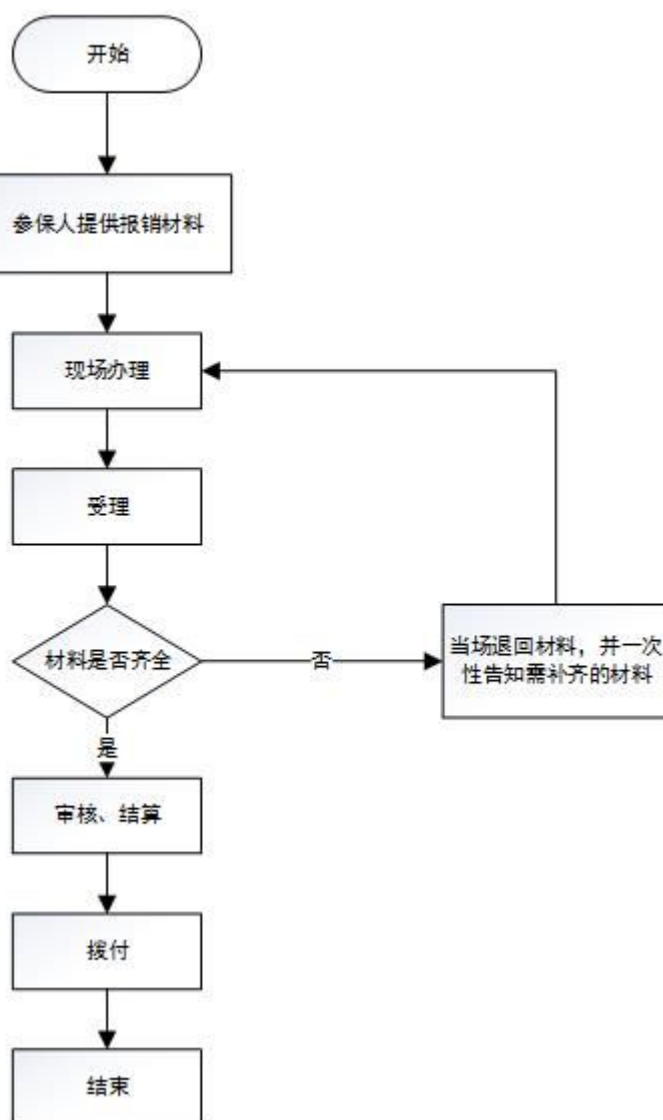 开始
参保人提供报销材料
现场办理
受理
材料是否齐全
否
当场退回材料，并一次
性告知需补齐的材料
是
审核、结算
拨付
结束